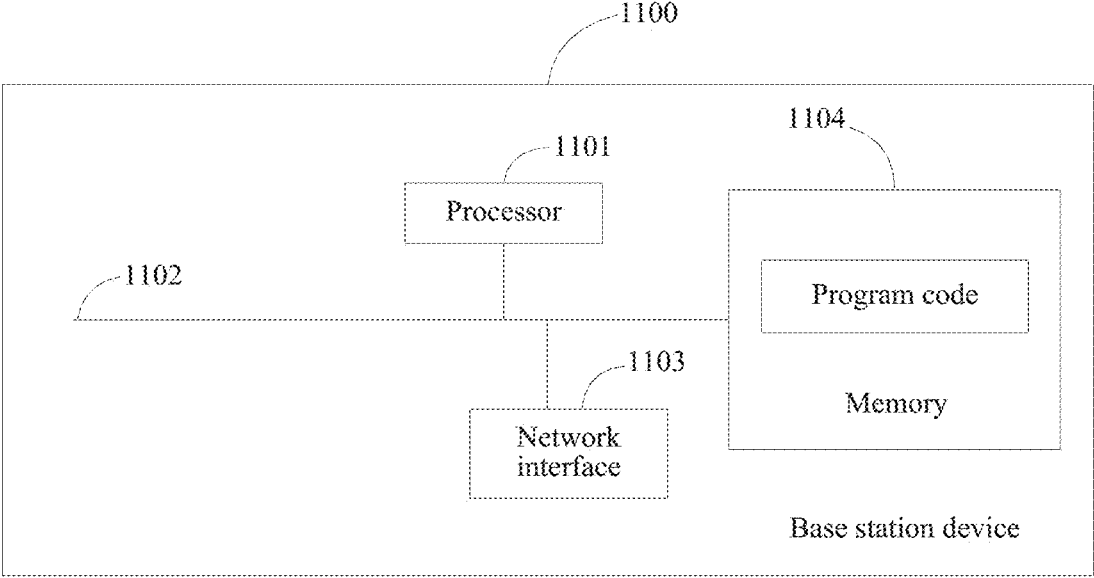 1100
1104
1101
Processor
1102
Program code
1103
Memory
Network
interface
Base station device